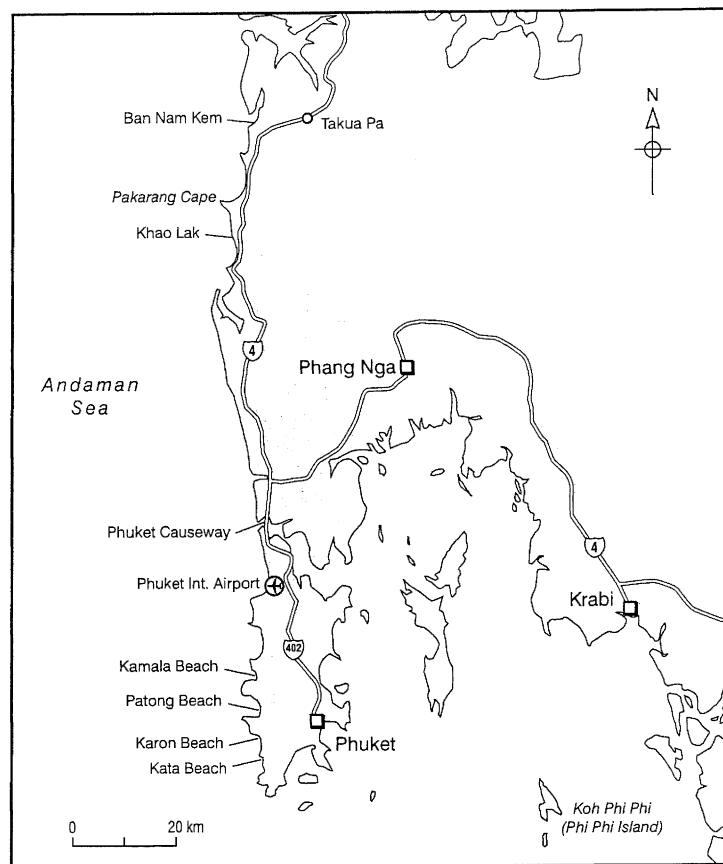 N
Ban Nam Kem
Takua Pa
Pakarang Cape
Khao Lak
4
Phang Nga
Andaman
Sea
Phuket Causeway
4
Phuket Int. Airport
Krabi
402
Kamala Beach
Patong Beach
Karon Beach
Phuket
Kata Beach
Koh Phi Phi
(Phi Phi Island)
0 20 km